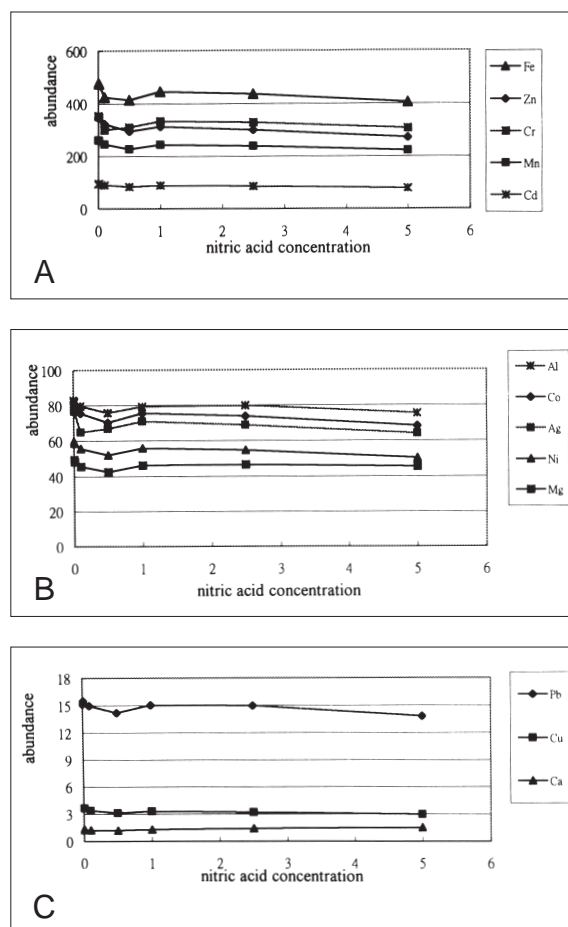 600
400
200
0
abundance
0 1 2 3 4 5 6
nitric acid concentration
Fe
Zn
Cr
Mn
Cd
A
100
80
60
40
20
0
abundance
0 1 2 3 4 5 6
nitric acid concentration
Al
Co
Ag
Ni
Mg
B
18
15
12
9
6
3
0
abundance
0 1 2 3 4 5 6
nitric acid concentration
Pb
Cu
Ca
C